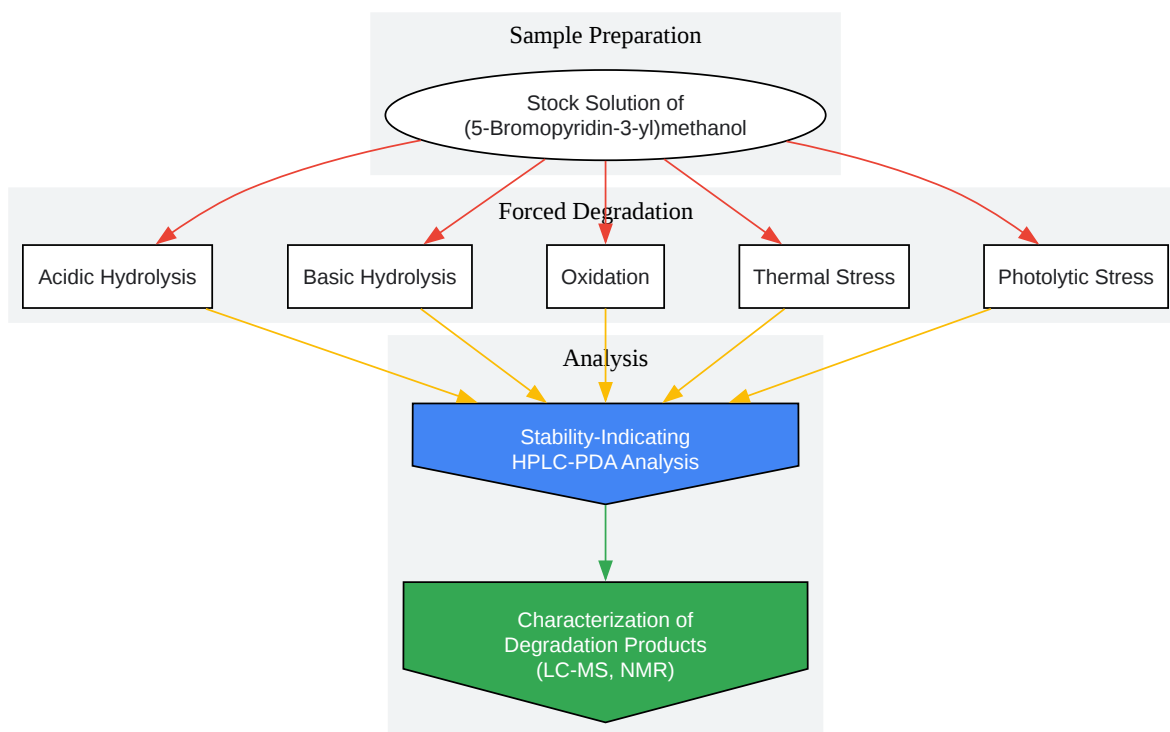 Sample Preparation
Stock Solution of
(5-Bromopyridin-3-yl)methanol
Forced Degradation
Acidic Hydrolysis
Basic Hydrolysis
Oxidation
Thermal Stress
Photolytic Stress
Analysis
Stability-Indicating
HPLC-PDA Analysis
Characterization of
Degradation Products
(LC-MS, NMR)